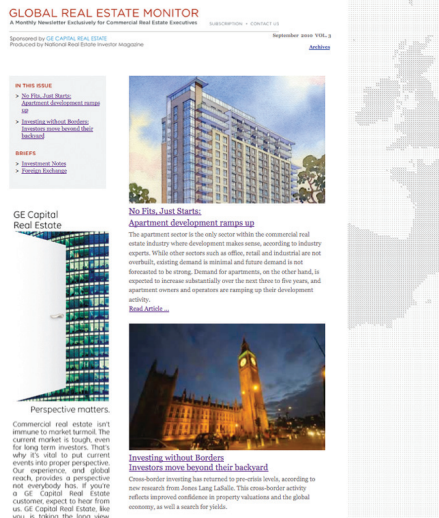 GLOBAL REAL ESTATE MONITOR
A Monthly Newsletter Exclusively for Commercial Real Estate Executives
SUBSCRIPTION • CONTACT US
Sponsored by GE CAPITAL REAL ESTATE
Produced by National Real Estate Investor Magazine
September 2010 VOL. 3
Archives
IN THIS ISSUE
> No Fits, Just Starts:
Apartment development ramps
up
> Investing without Borders:
Investors move beyond their
backyard
BRIEFS
> Investment Notes
> Foreign Exchange
GE Capital
Real Estate
Perspective matters.
Commercial real estate isn't
immune to market turmoil. The
current market is tough, even
for long term investors. That's
why it's vital to put current
events into proper perspective.
Our experience, and global
reach, provides a perspective
not everybody has. If you're
a GE Capital Real Estate
customer, expect to hear from
us. GE Capital Real Estate, like
you, is taking the long view
No Fits, Just Starts:
Apartment development ramps up
The apartment sector is the only sector within the commercial real
estate industry where development makes sense, according to industry
experts. While other sectors such as office, retail and industrial are not
overbuilt, existing demand is minimal and future demand is not
forecasted to be strong. Demand for apartments, on the other hand, is
expected to increase substantially over the next three to five years, and
apartment owners and operators are ramping up their development
activity.
Read Article ...
Investing without Borders
Investors move beyond their backyard
Cross-border investing has returned to pre-crisis levels, according to
new research from Jones Lang LaSalle. This cross-border activity
reflects improved confidence in property valuations and the global
economy, as well a search for yields.